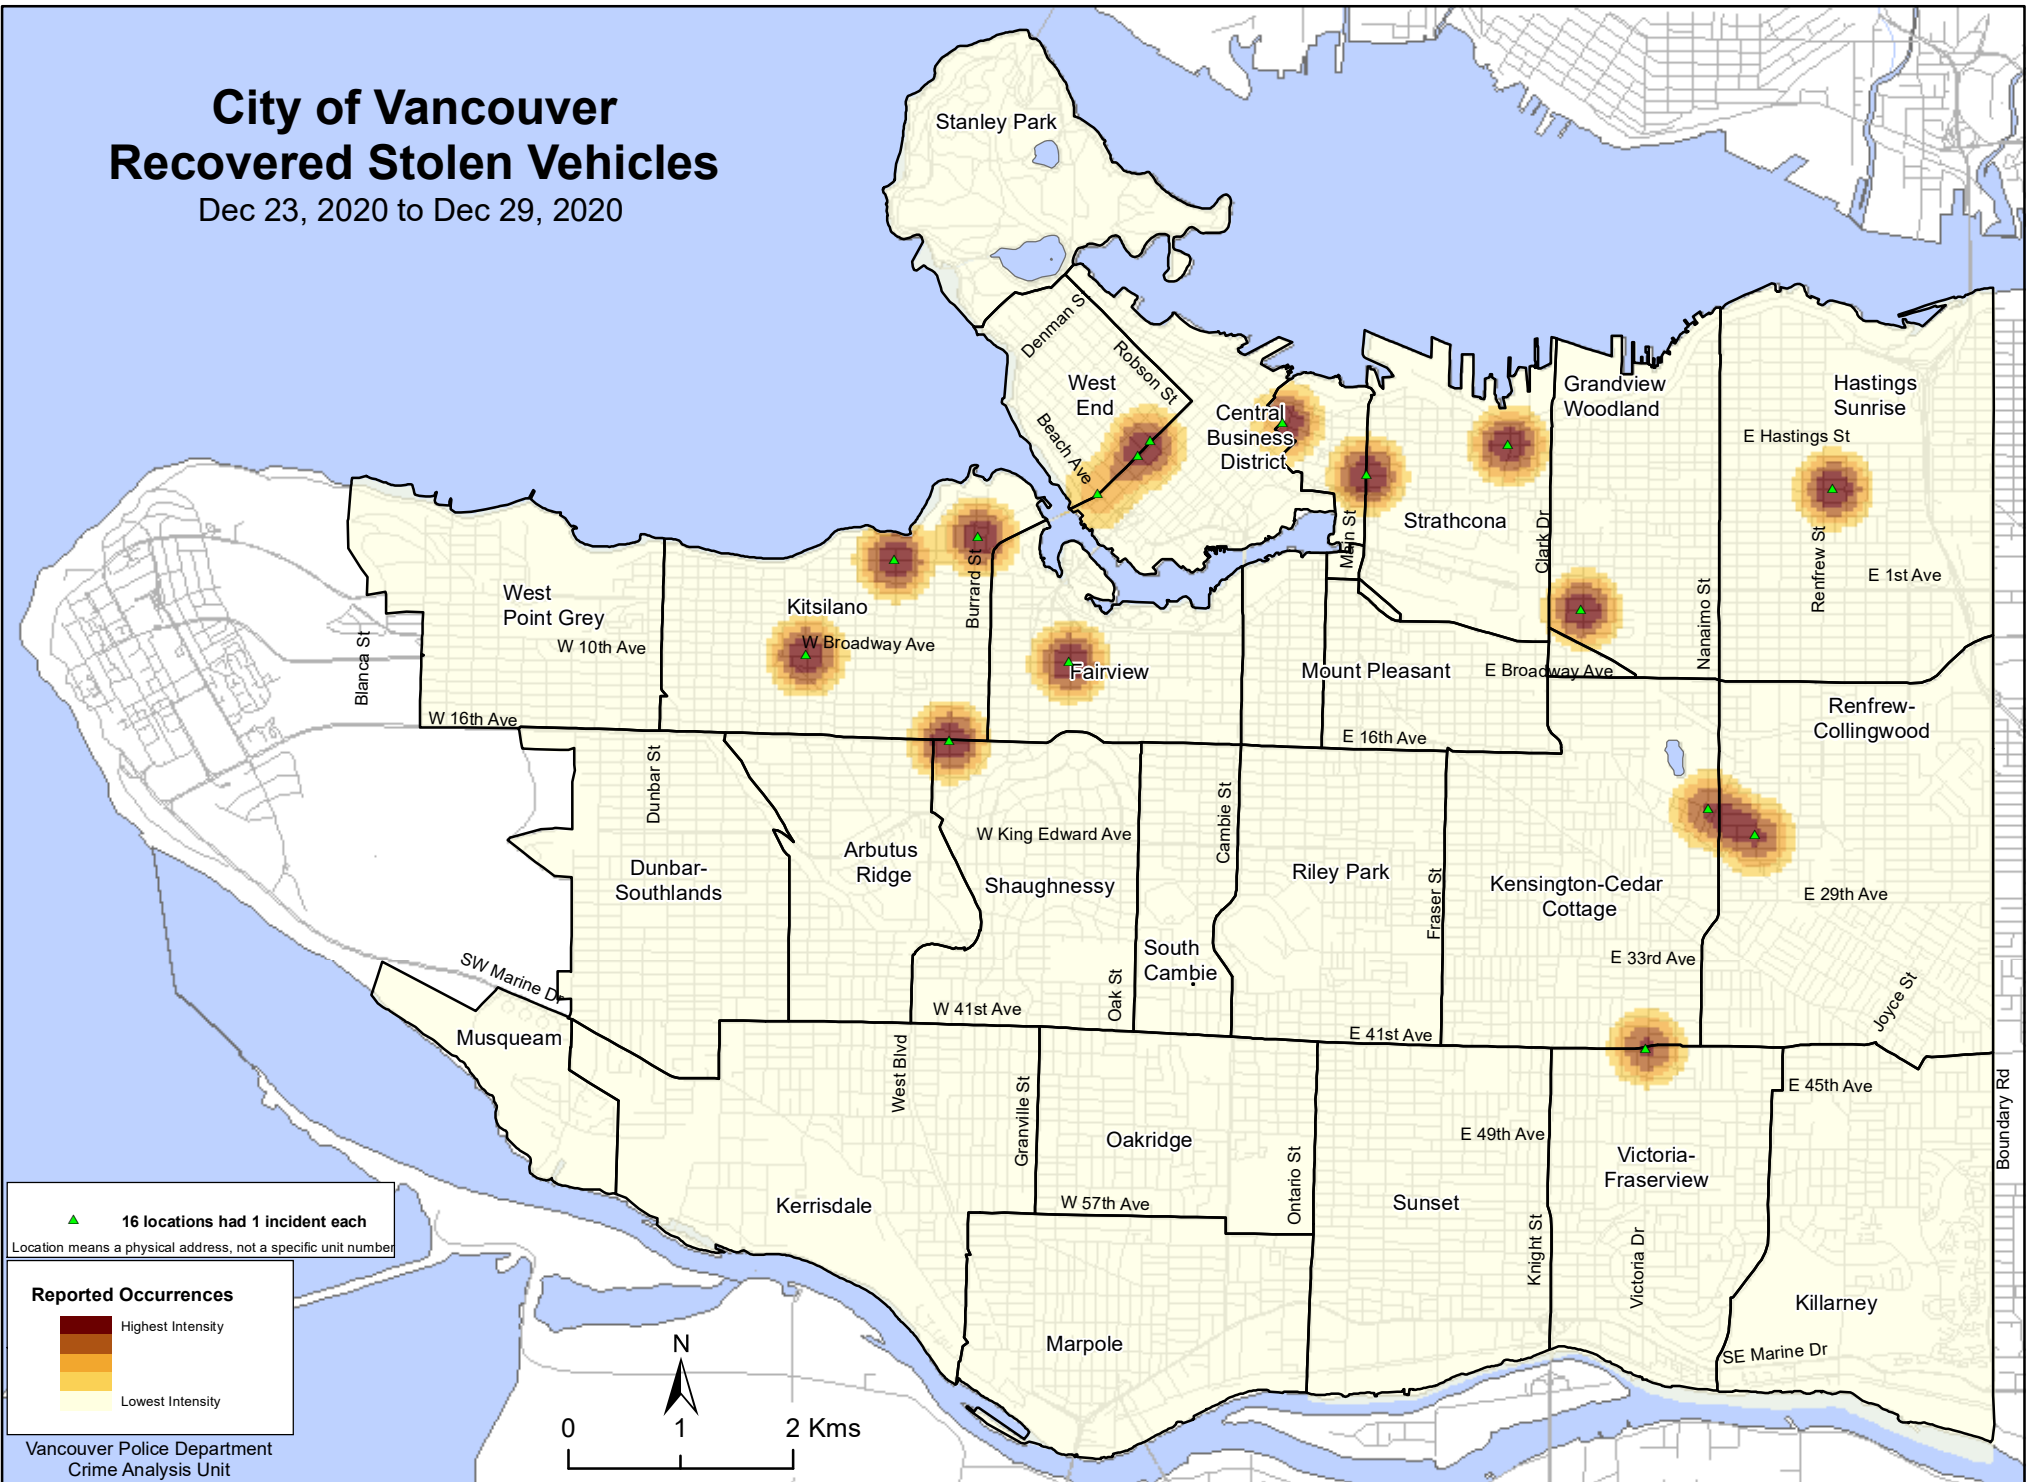 City of Vancouver
Recovered Stolen Vehicles
Dec 23, 2020 to Dec 29, 2020
Stanley Park
Denman S
Robson St
West
End
Beach Ave
Central
Business
District
Grandview
Woodland
Hastings
Sunrise
E Hastings St
Strathcona
Main St
Clark Dr
Renfrew St
E 1st Ave
Nanaimo St
West
Point Grey
W 10th Ave
Blanca St
Kitsilano
W Broadway Ave
Burrard St
Fairview
Mount Pleasant
E Broadway Ave
Renfrew-
Collingwood
W 16th Ave
E 16th Ave
Dunbar St
Cambie St
W King Edward Ave
Arbutus
Ridge
Dunbar-
Southlands
Shaughnessy
Riley Park
Fraser St
Kensington-Cedar
Cottage
E 29th Ave
South
Cambie
E 33rd Ave
SW Marine Dr
Oak St
W 41st Ave
E 41st Ave
Joyce St
Musqueam
West Blvd
Granville St
E 45th Ave
Boundary Rd
Oakridge
E 49th Ave
Ontario St
Victoria-
Fraserview
Kerrisdale
W 57th Ave
Sunset
Knight St
Victoria Dr
Killarney
Marpole
SE Marine Dr
16 locations had 1 incident each
Location means a physical address, not a specific unit number
Reported Occurrences
Highest Intensity
Lowest Intensity
Vancouver Police Department
Crime Analysis Unit
N
0 1 2 Kms